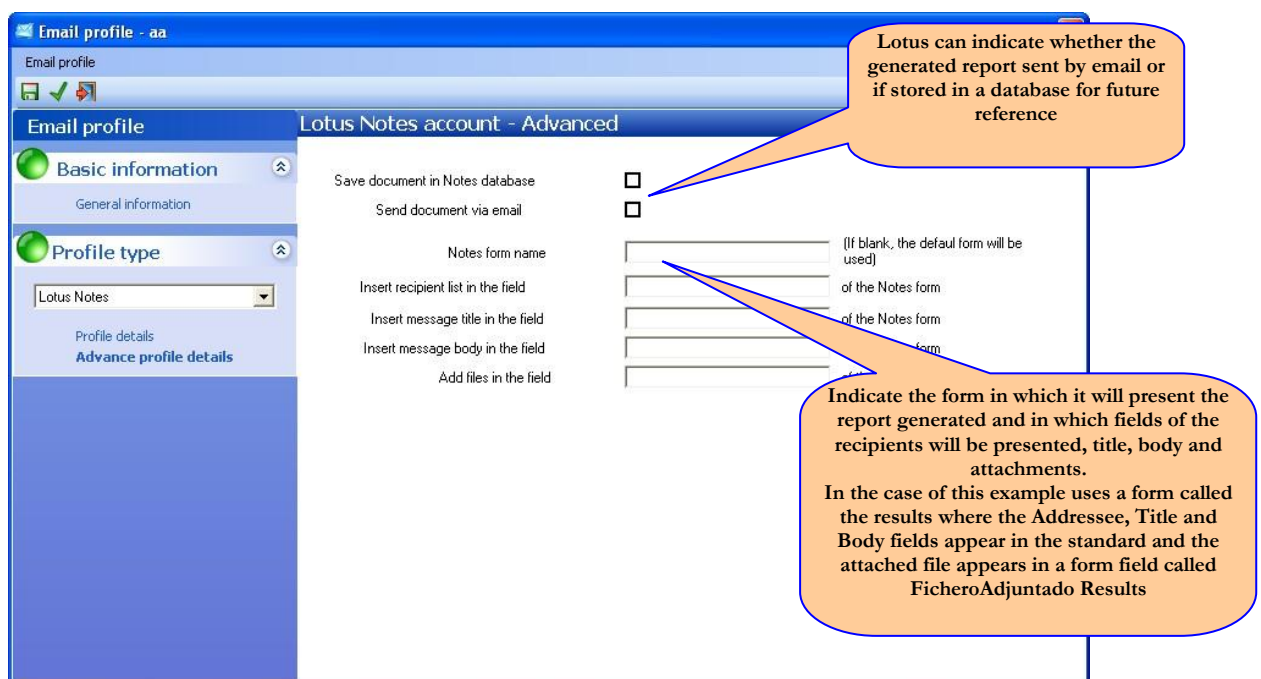 Email profile - aa
Email profile
Email profile
Basic information
General information
Profile type
Lotus Notes
Profile details
Advance profile details
Lotus Notes account - Advanced
Save document in Notes database
Send document via email
Notes form name
(If blank, the defaul form will be
used)
Insert recipient list in the field
of the Notes form
Insert message title in the field
of the Notes form
Insert message body in the field
form
Add files in the field
Lotus can indicate whether the
generated report sent by email or
if stored in a database for future
reference
Indicate the form in which it will present the
report generated and in which fields of the
recipients will be presented, title, body and
attachments.
In the case of this example uses a form called
the results where the Addressee, Title and
Body fields appear in the standard and the
attached file appears in a form field called
FicheroAdjuntado Results